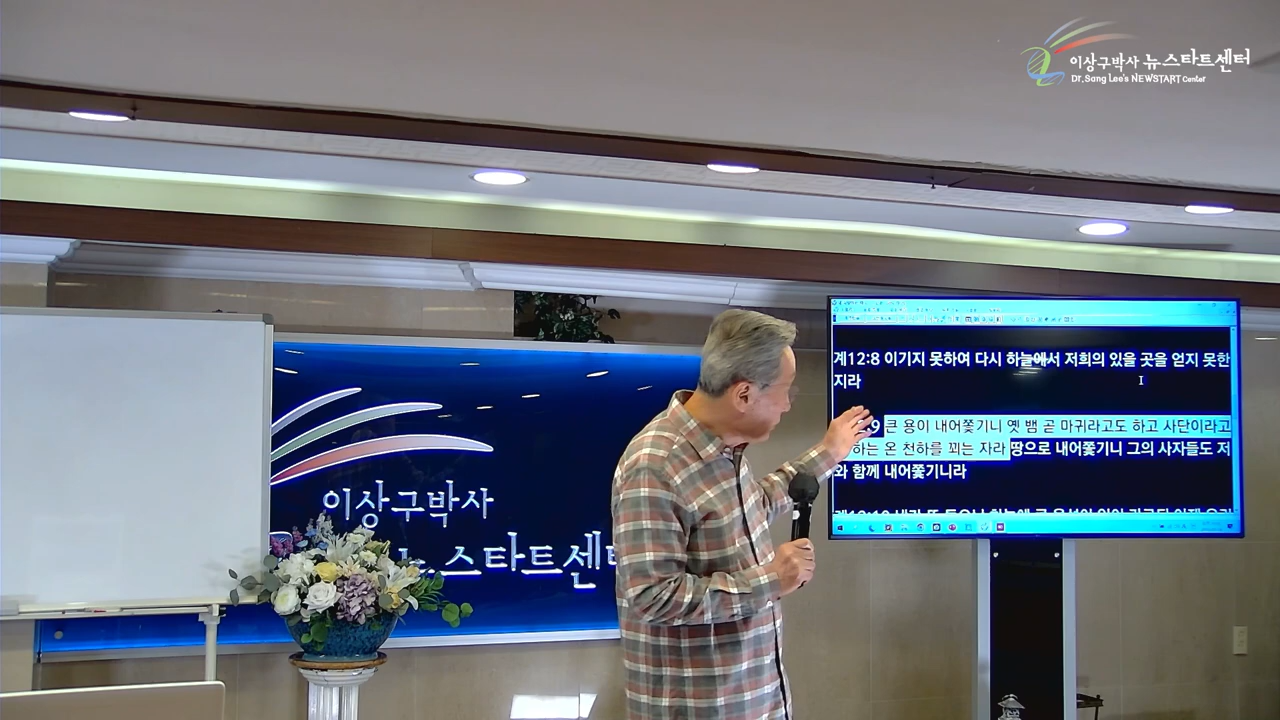 이상구박사 뉴스타트센터
Dr. Sang Lee's NEWSTART Center
이상구박사
뉴스타트센
계12:8 이기지 못하여 다시 하늘에서 저희의 있을 곳을 얻지 못한
지라
9 큰 용이 내어쫓기니 옛 뱀 곧 마귀라고도 하고 사단이라고
하는 온 천하를 꾀는 자라 땅으로 내어쫓기니 그의 사자들도 저
와 함께 내어쫓기니라